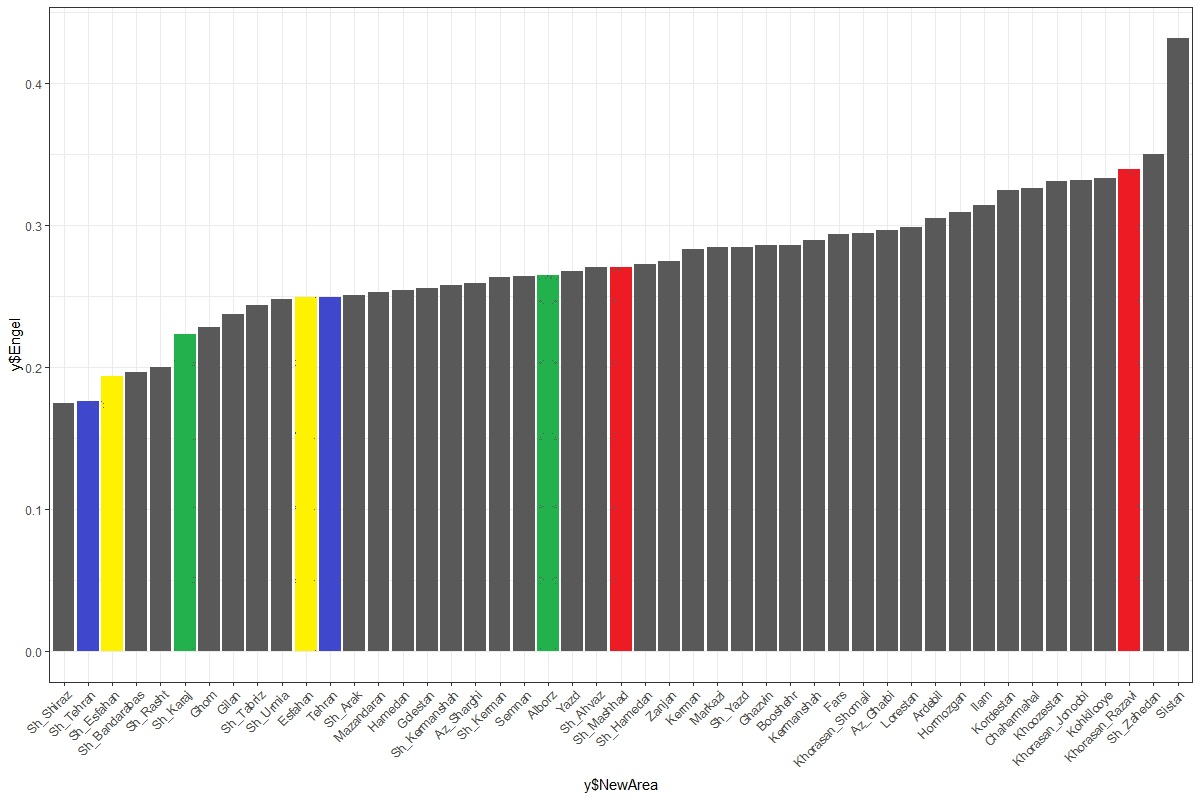 y$Engel
0.4
0.3
0.2
0.1
0.0
Sh_Shiraz
Sh_Tehran
Sh_Esfahan
Sh_Bandarabas
Sh_Rasht
Sh_Karaj
Ghom
Gilan
Sh_Tabriz
Sh_Urmia
Esfahan
Tehran
Sh_Arak
Mazandaran
Hamedan
Golestan
Sh_Kermanshah
Az_Sharghi
Sh_Kerman
Semnan
Alborz
Yazd
Sh_Ahvaz
Sh_Mashhad
Sh_Hamedan
Zanjan
Kerman
Markazi
Sh_Yazd
Ghazvin
Booshehr
Kermanshah
Fars
Khorasan_Shomali
Az_Gharbi
Lorestan
Ardebil
Hormozgan
Ilam
Kordestan
Chaharmahal
Khoozestan
Khorasan_Jonoobi
Kohkilooye
Khorasan_Razavi
Sh_Zahedan
Sistan
y$NewArea